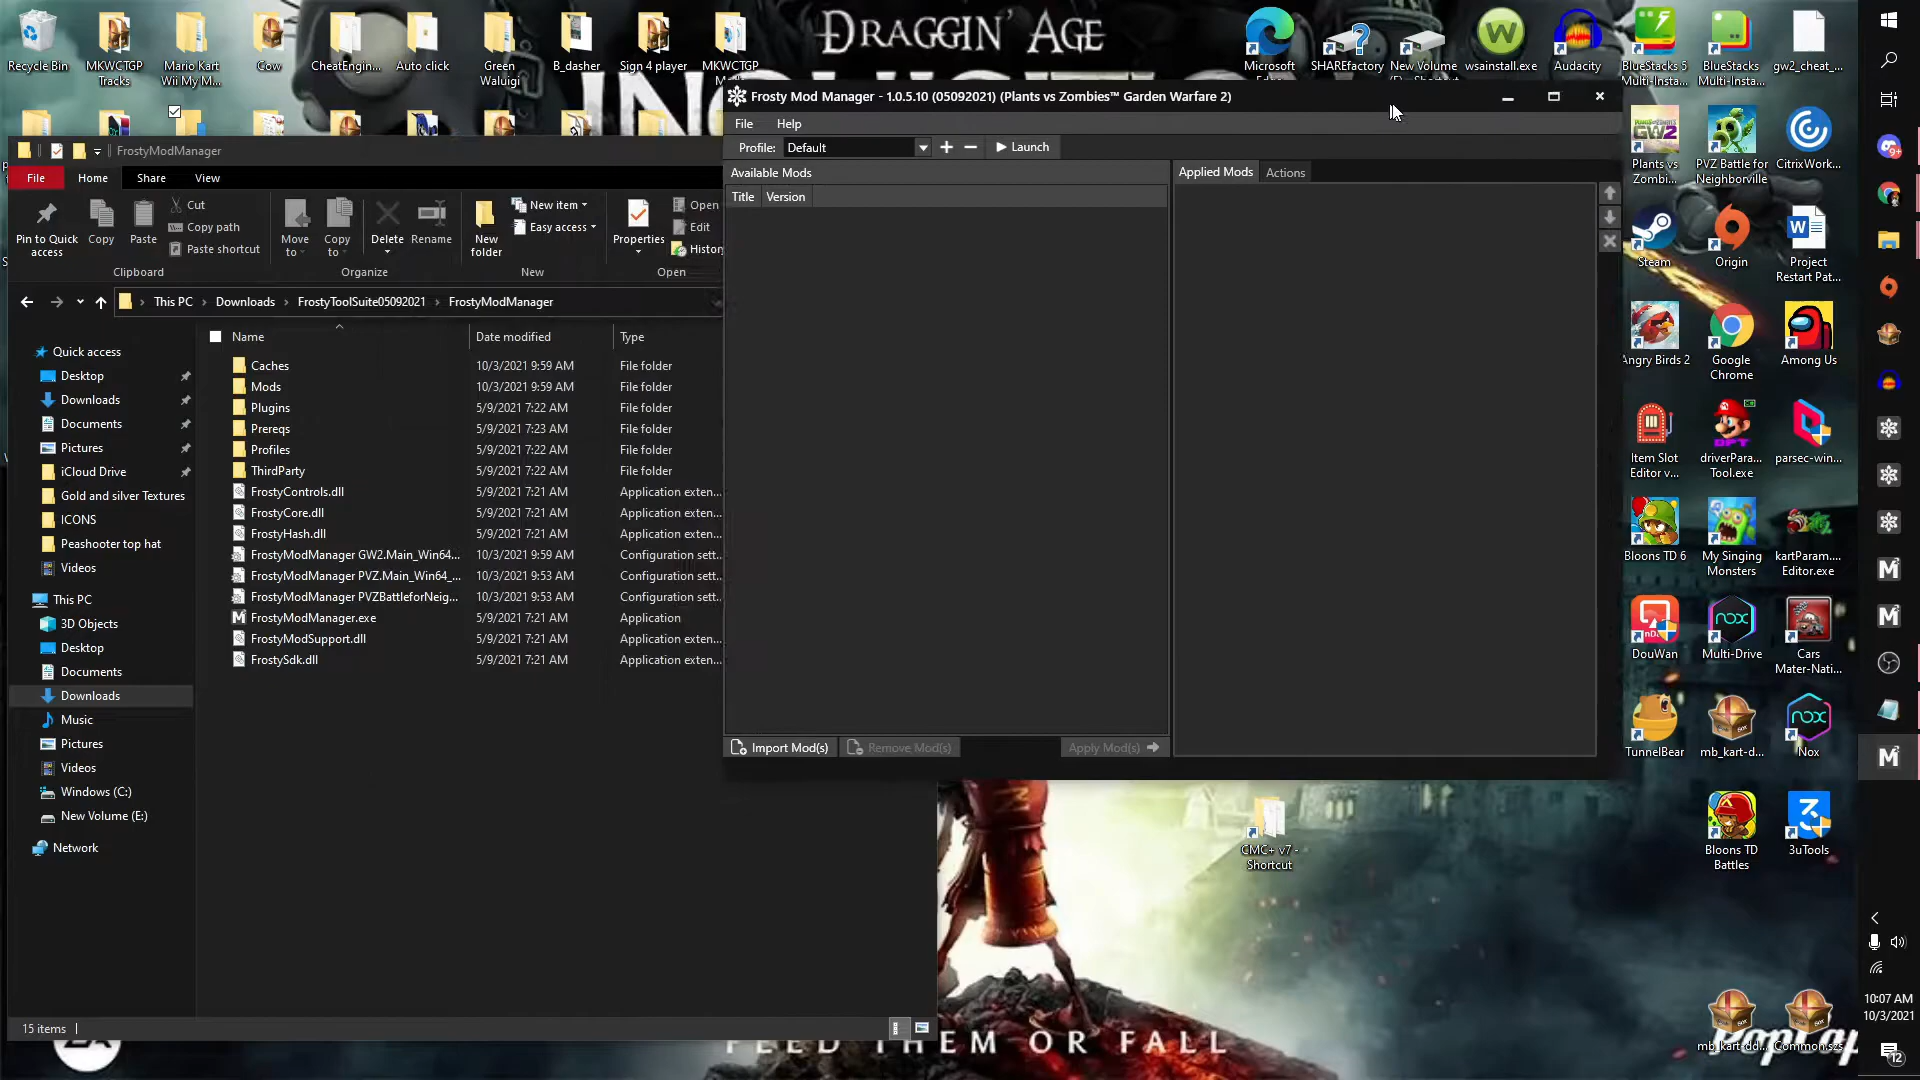 DRAGGIN' AGE
Recycle Bin
MKWCTGP
Tracks
Mario Kart
Wii My M...
Cow
CheatEngin...
Auto click
Green
Waluigi
B_dasher
Sign 4 player
MKWCTGP
Microsoft
SHAREfactory
New Volume
wsainstall.exe
Audacity
BlueStacks 5
Multi-Insta...
BlueStacks
Multi-Insta...
gw2_cheat_...
Frosty Mod Manager - 1.0.5.10 (05092021) (Plants vs Zombies™ Garden Warfare 2)
File
Help
Profile:
Default
Launch
Available Mods
Title
Version
Applied Mods
Actions
Import Mod(s)
Remove Mod(s)
Apply Mod(s)
FrostyModManager
File
Home
Share
View
Pin to Quick
access
Copy
Paste
Cut
Copy path
Paste shortcut
Clipboard
Move
to
Copy
to
Delete
Rename
Organize
New
folder
New item
Easy access
New
Properties
Open
Edit
History
Open
This PC
Downloads
FrostyToolSuite05092021
FrostyModManager
Name
Date modified
Type
Caches 10/3/2021 9:59 AM File folder
Mods 10/3/2021 9:59 AM File folder
Plugins 5/9/2021 7:22 AM File folder
Prereqs 5/9/2021 7:23 AM File folder
Profiles 5/9/2021 7:22 AM File folder
ThirdParty 5/9/2021 7:22 AM File folder
FrostyControls.dll 5/9/2021 7:21 AM Application exten...
FrostyCore.dll 5/9/2021 7:21 AM Application exten...
FrostyHash.dll 5/9/2021 7:21 AM Application exten...
FrostyModManager GW2.Main_Win64... 10/3/2021 9:59 AM Configuration sett...
FrostyModManager PVZ.Main_Win64_... 10/3/2021 9:53 AM Configuration sett...
FrostyModManager PVZBattleforNeig... 10/3/2021 9:53 AM Configuration sett...
FrostyModManager.exe 5/9/2021 7:21 AM Application
FrostyModSupport.dll 5/9/2021 7:21 AM Application exten...
FrostySdk.dll 5/9/2021 7:21 AM Application exten...
Quick access
Desktop
Downloads
Documents
Pictures
iCloud Drive
Gold and silver Textures
ICONS
Peashooter top hat
Videos
This PC
3D Objects
Desktop
Documents
Downloads
Music
Pictures
Videos
Windows (C:)
New Volume (E:)
Network
15 items
Plants vs
Zombi...
PVZ Battle for
Neighborville
CitrixWork...
Steam
Origin
Project
Restart Pat...
Angry Birds 2
Google
Chrome
Among Us
Item Slot
Editor v...
driverPara...
Tool.exe
parsec-win...
Bloons TD 6
My Singing
Monsters
kartParam....
Editor.exe
DouWan
Multi-Drive
Cars
Mater-Nati...
TunnelBear
mb_kart-d...
Nox
Bloons TD
Battles
3uTools
CMC+ v7 -
Shortcut
FEED THEM OR FALL
Common.szs
10:07 AM
10/3/2021
12